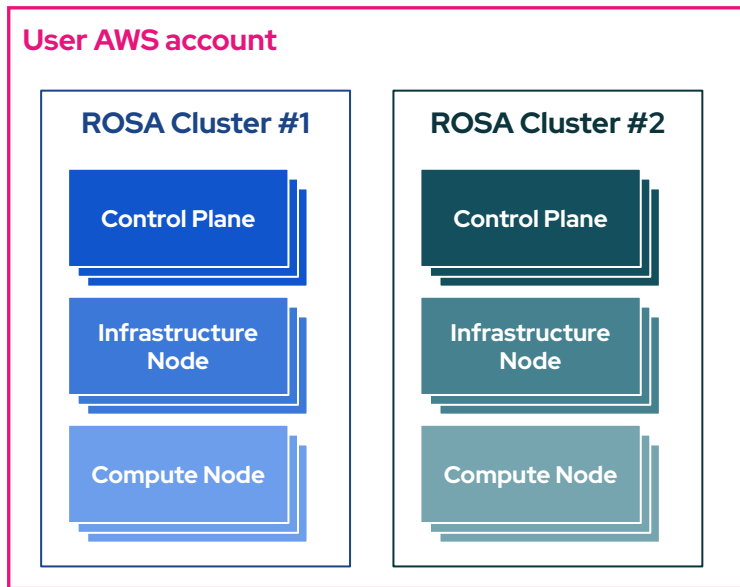 User AWS account
ROSA Cluster #1
Control Plane
Infrastructure
Node
Compute Node
ROSA Cluster #2
Control Plane
Infrastructure
Node
Compute Node